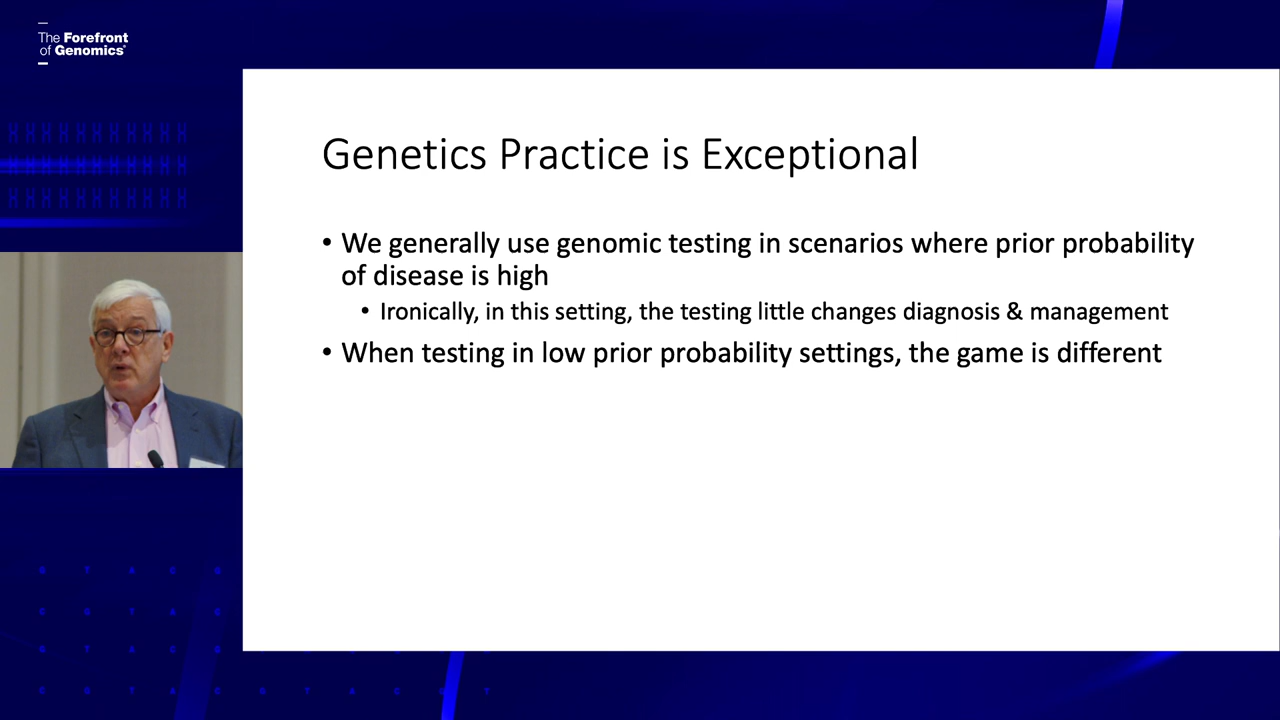 The Forefront
of Genomics®
Genetics Practice is Exceptional
• We generally use genomic testing in scenarios where prior probability
of disease is high
• Ironically, in this setting, the testing little changes diagnosis & management
• When testing in low prior probability settings, the game is different